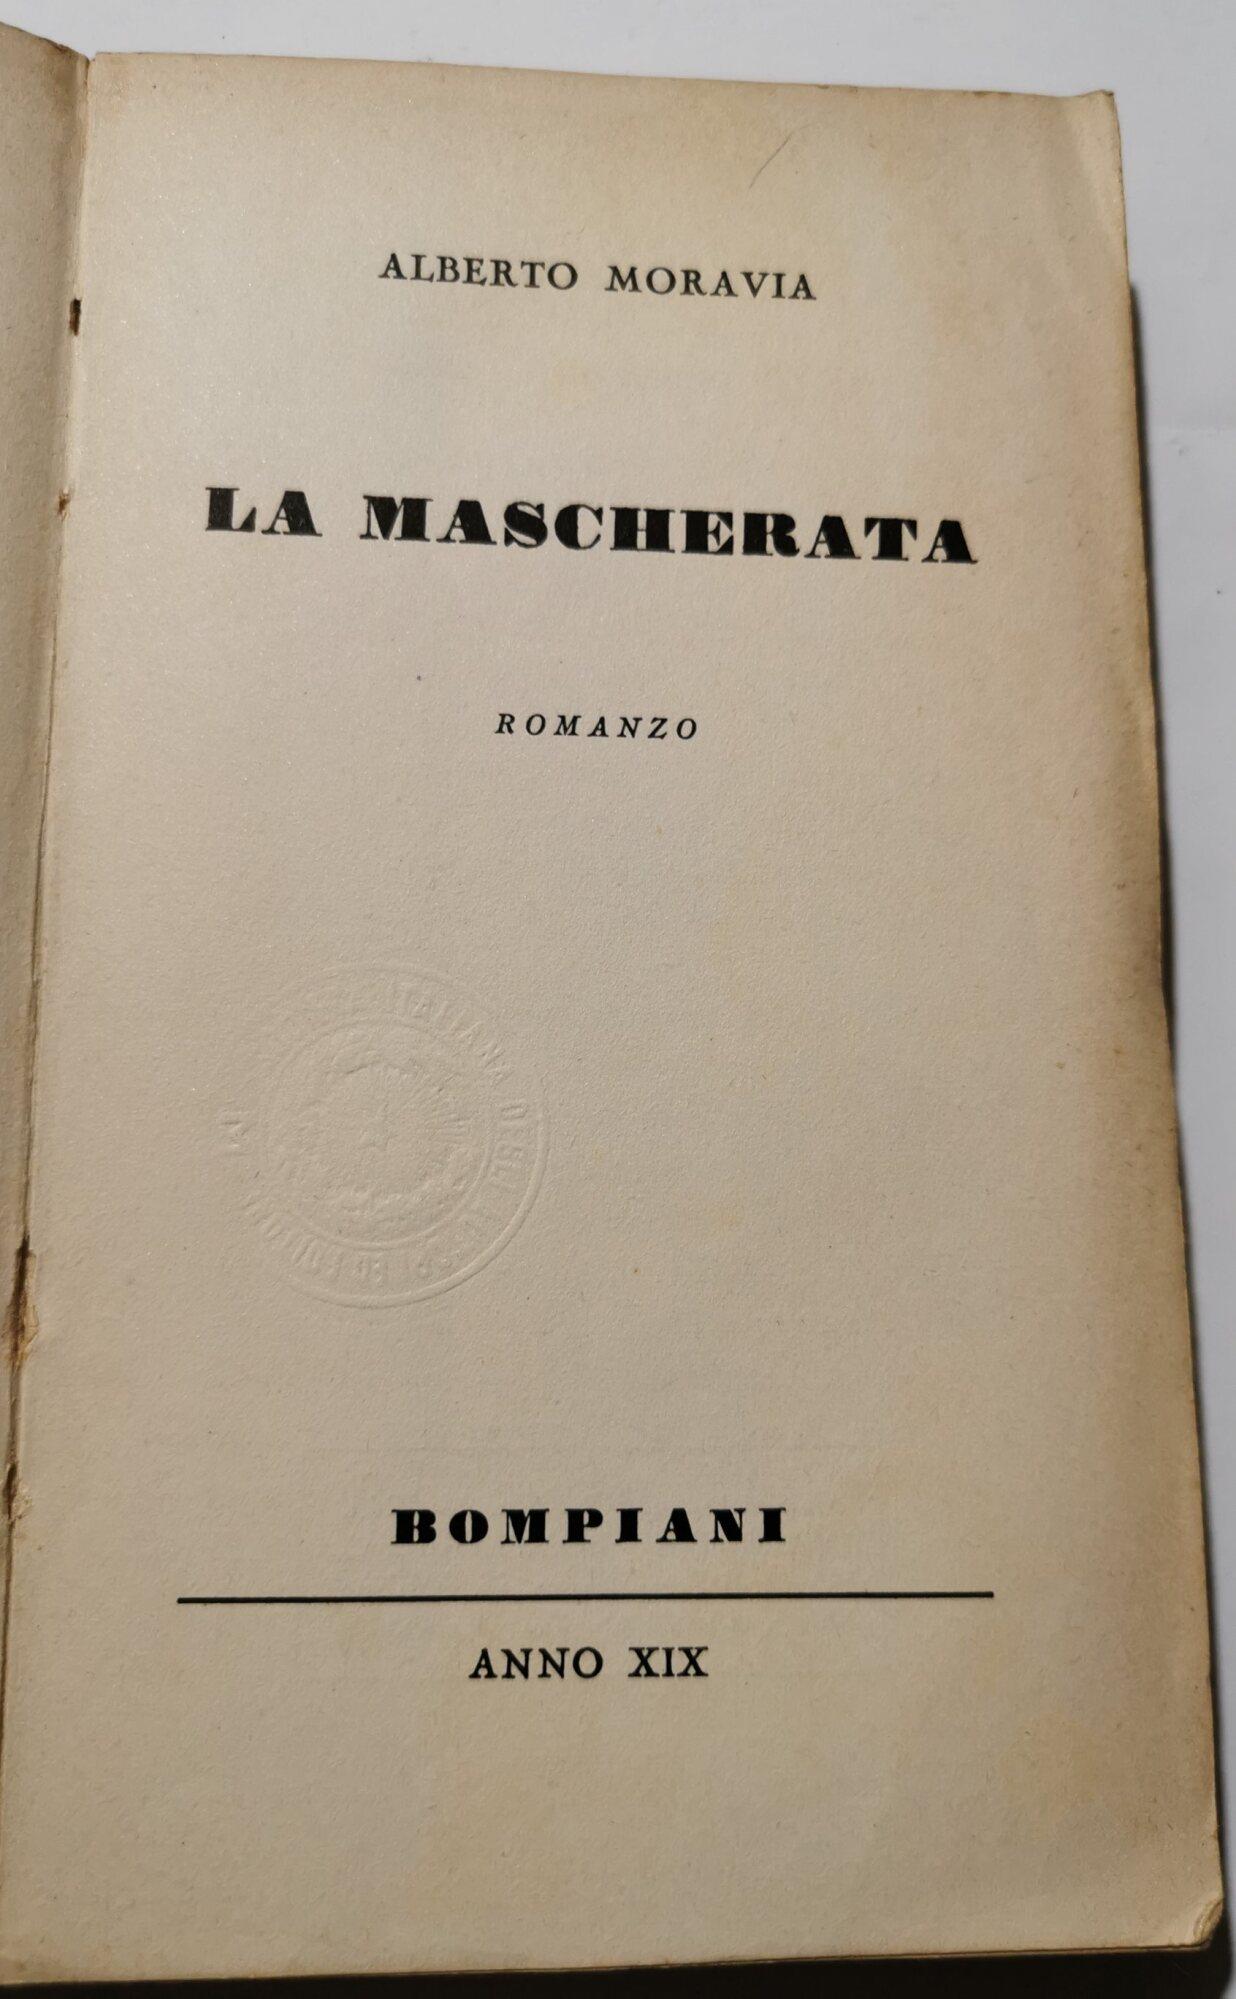 ALBERTO MORAVIA
LA MASCHERATA
ROMANZO
BOMPIANI
ANNO XIX